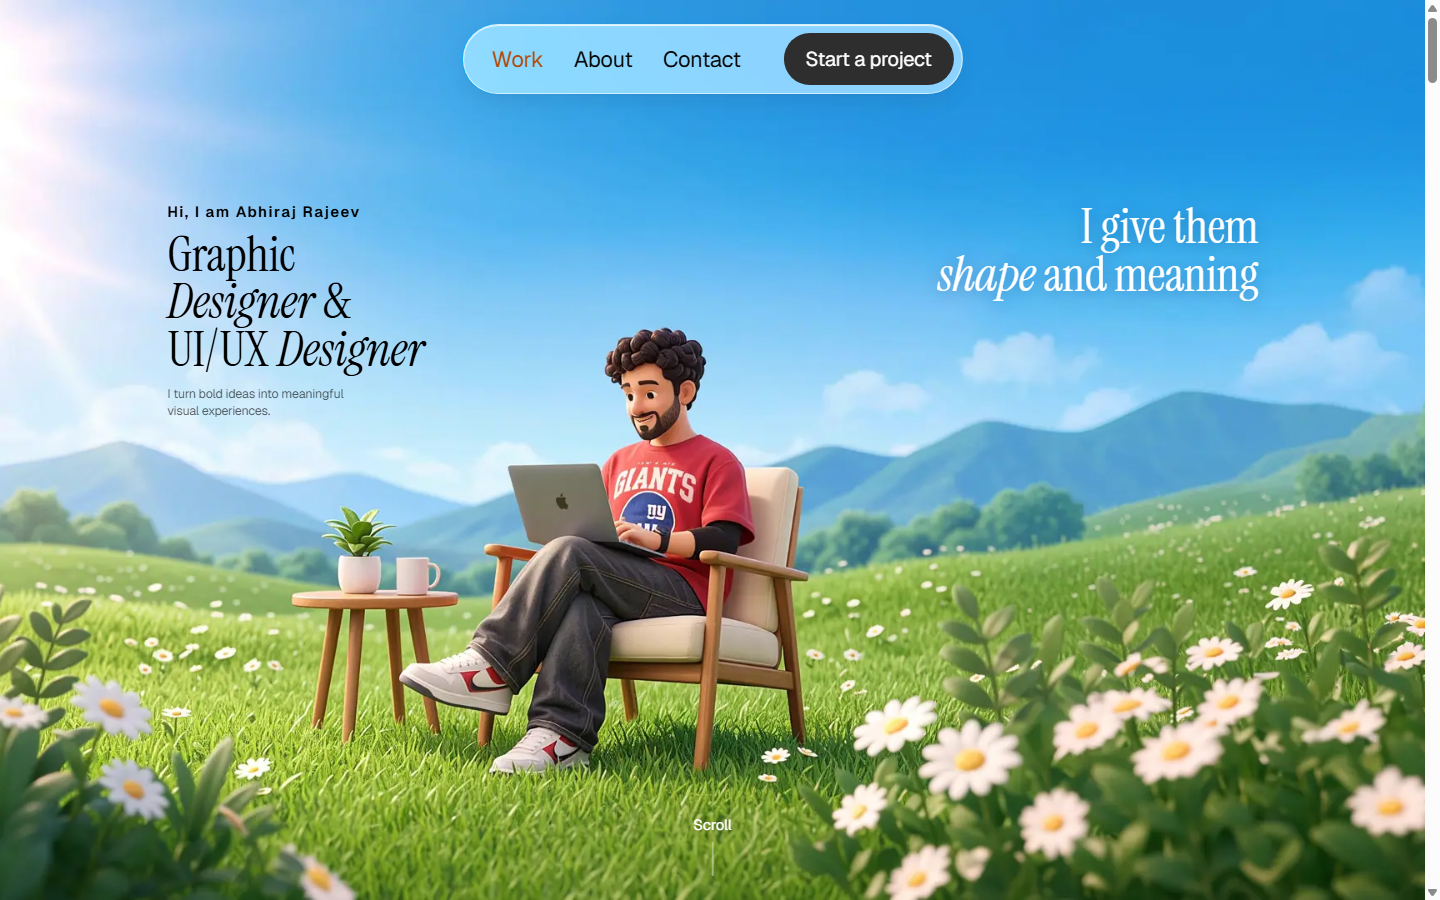 Work About Contact Start a project
Hi, I am Abhiraj Rajeev
Graphic
Designer &
UI/UX Designer
I turn bold ideas into meaningful
visual experiences.
I give them
shape and meaning
GIANTS
ny
Scroll